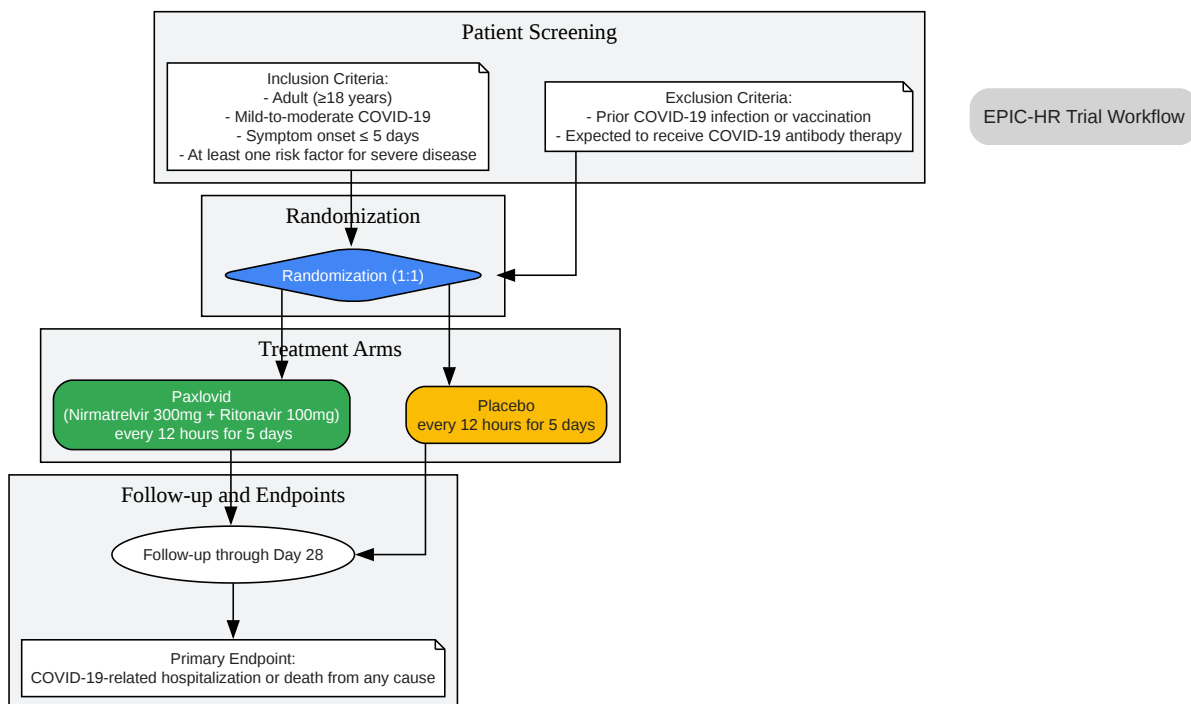 Patient Screening
Inclusion Criteria:
- Adult (≥18 years)
- Mild-to-moderate COVID-19
- Symptom onset ≤ 5 days
- At least one risk factor for severe disease
Exclusion Criteria:
- Prior COVID-19 infection or vaccination
- Expected to receive COVID-19 antibody therapy
EPIC-HR Trial Workflow
Randomization
Randomization (1:1)
Treatment Arms
Paxlovid
(Nirmatrelvir 300mg + Ritonavir 100mg)
every 12 hours for 5 days
Placebo
every 12 hours for 5 days
Follow-up and Endpoints
Follow-up through Day 28
Primary Endpoint:
COVID-19-related hospitalization or death from any cause